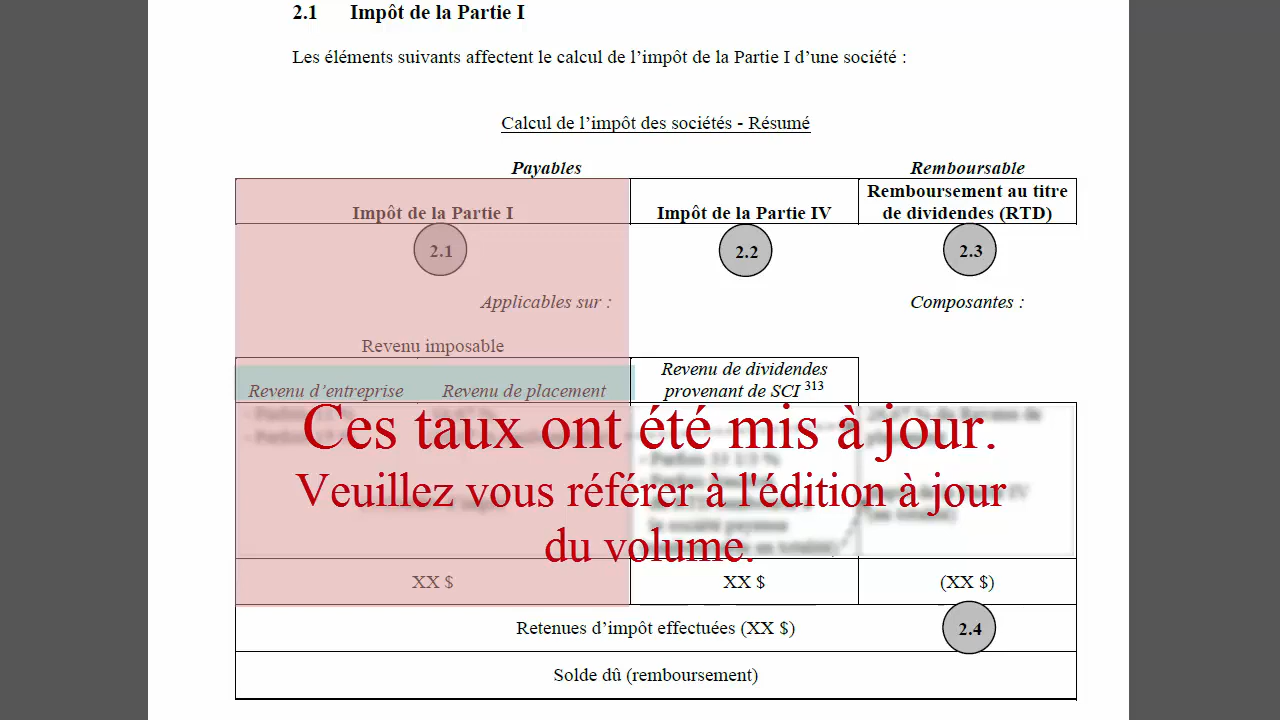 2.1 Impôt de la Partie I
Les éléments suivants affectent le calcul de l’impôt de la Partie I d’une société :
Calcul de l’impôt des sociétés - Résumé
Payables Remboursable
Impôt de la Partie I Impôt de la Partie IV Remboursement au titre de dividendes (RTD)
2.1 2.2 2.3
Applicables sur : Composantes :
Revenu imposable
Revenu d’entreprise Revenu de placement Revenu de dividendes provenant de SCI 313
Ces taux ont été mis à jour.
Veuillez vous référer à l'édition à jour
du volume.
XX $ XX $ (XX $)
Retenues d’impôt effectuées (XX $) 2.4
Solde dû (remboursement)